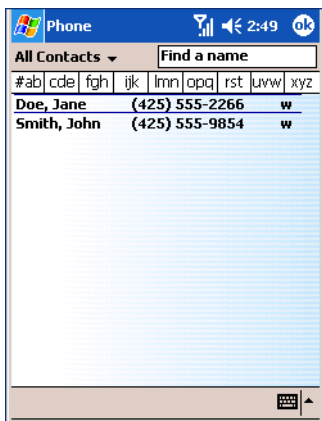 Phone 2:49 ok
All Contacts Find a name
#ab cde fgh ijk lmn opq rst uvw xyz
Doe, Jane (425) 555-2266 w
Smith, John (425) 555-9854 w